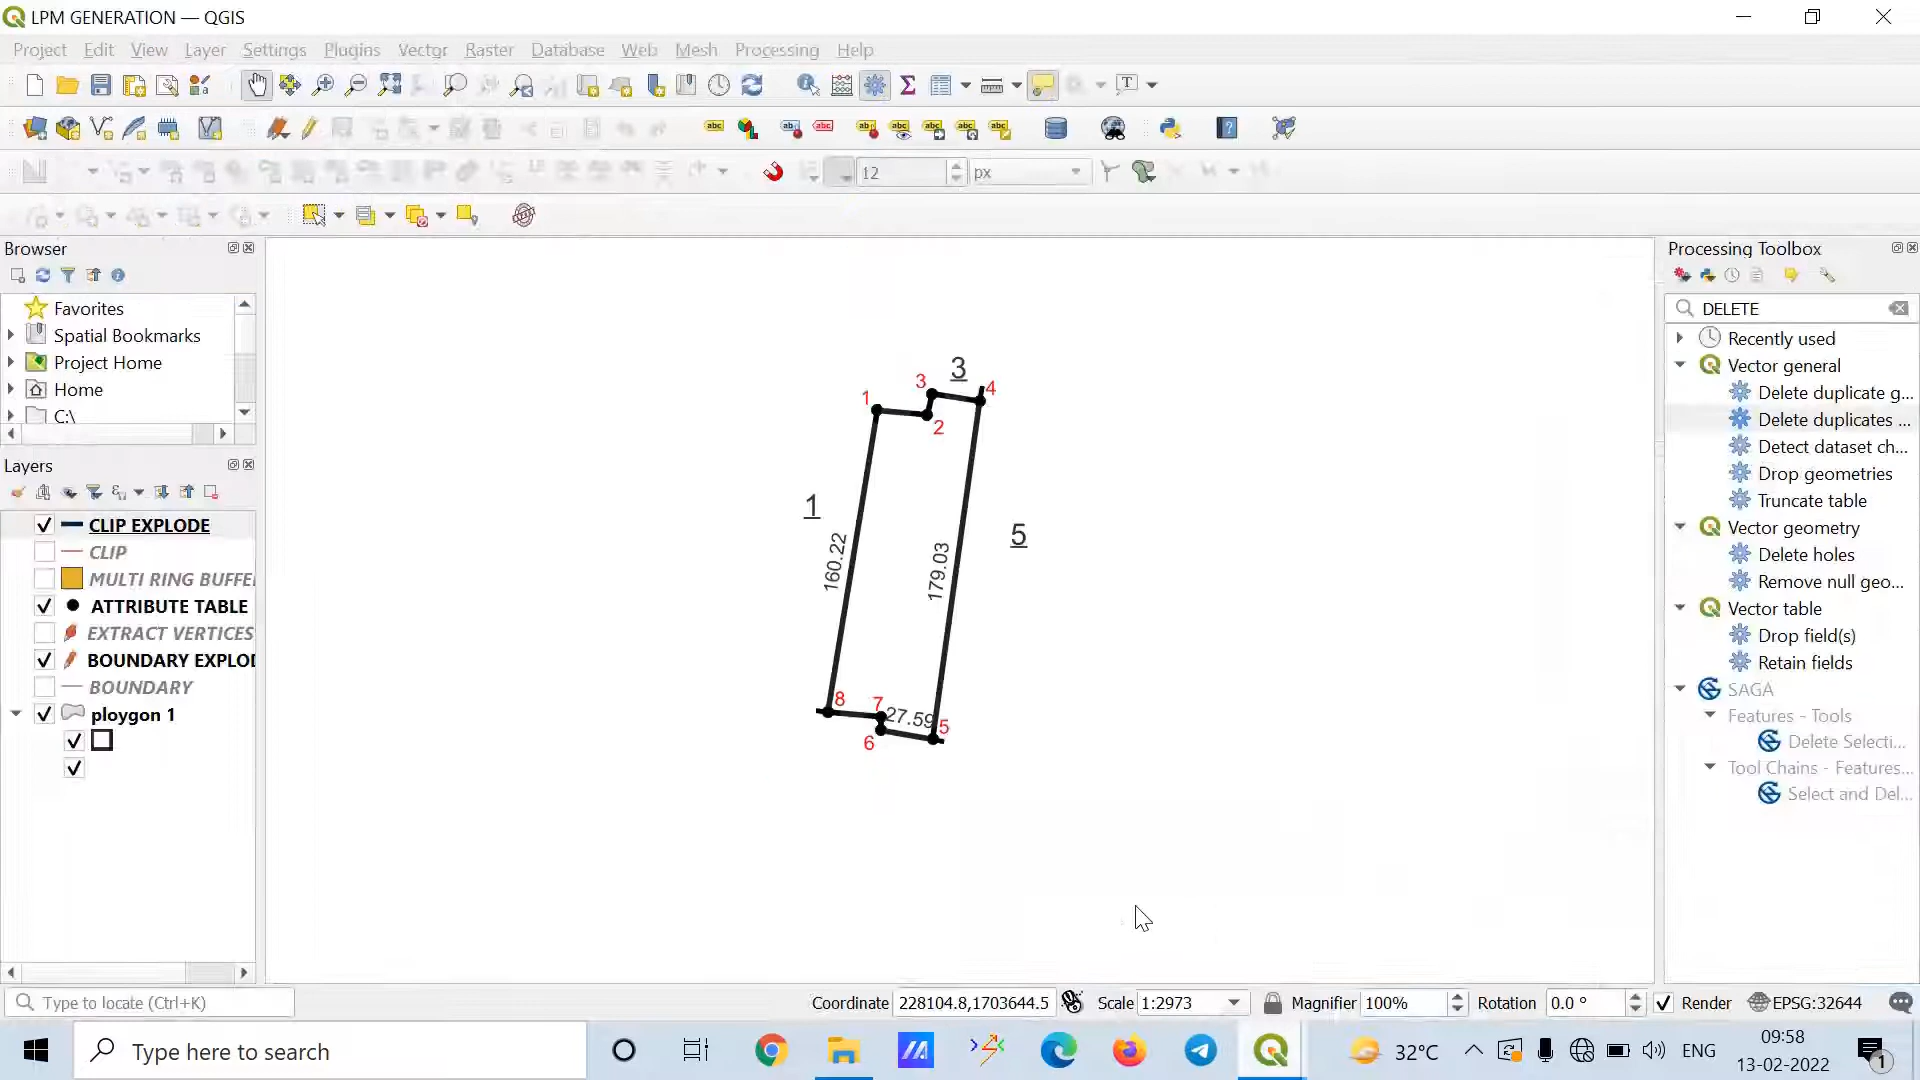 LPM GENERATION — QGIS
Project Edit View Layer Settings Plugins Vector Raster Database Web Mesh Processing Help
12 px
Browser
Favorites
Spatial Bookmarks
Project Home
Home
C:\
Layers
CLIP EXPLODE
CLIP
MULTI RING BUFFE
ATTRIBUTE TABLE
EXTRACT VERTICES
BOUNDARY EXPLO
BOUNDARY
ploygon 1
3
3
4
1
2
1
5
160.22
179.03
8
7
27.59
5
6
Processing Toolbox
DELETE
Recently used
Vector general
Delete duplicate g...
Delete duplicates ...
Detect dataset ch...
Drop geometries
Truncate table
Vector geometry
Delete holes
Remove null geo...
Vector table
Drop field(s)
Retain fields
SAGA
Features - Tools
Delete Selecti...
Tool Chains - Features...
Select and Del...
Type to locate (Ctrl+K)
Coordinate 228104.8,1703644.5 Scale 1:2973 Magnifier 100% Rotation 0.0 ° Render EPSG:32644
Type here to search
32°C ENG
09:58
13-02-2022
1